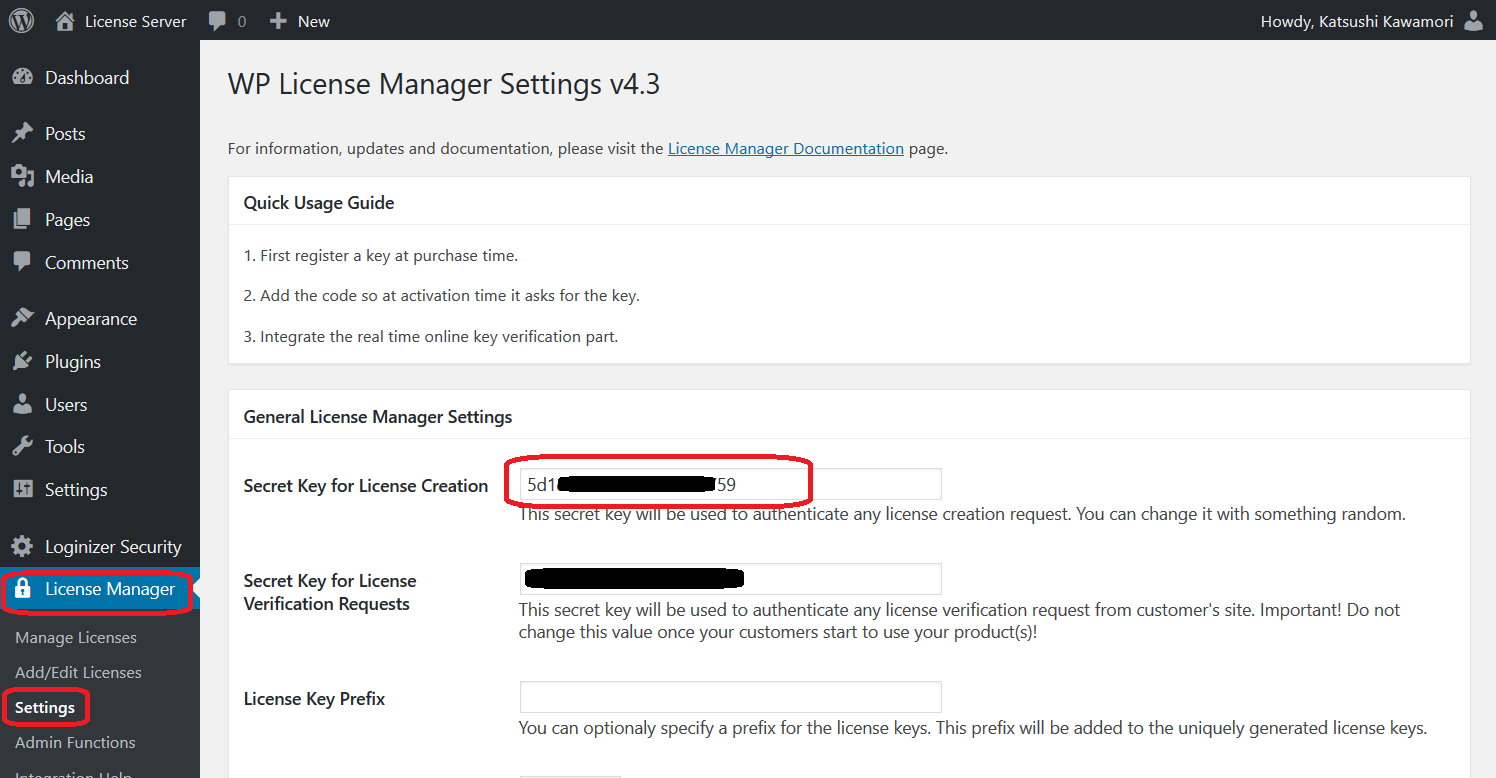 License Server 0 New Howdy, Katsushi Kawamori
Dashboard
Posts
Media
Pages
Comments
Appearance
Plugins
Users
Tools
Settings
Loginizer Security
License Manager
Manage Licenses
Add/Edit Licenses
Settings
Admin Functions
Integration Help
WP License Manager Settings v4.3
For information, updates and documentation, please visit the License Manager Documentation page.
Quick Usage Guide
1. First register a key at purchase time.
2. Add the code so at activation time it asks for the key.
3. Integrate the real time online key verification part.
General License Manager Settings
Secret Key for License Creation
5d1 59
This secret key will be used to authenticate any license creation request. You can change it with something random.
Secret Key for License
Verification Requests
This secret key will be used to authenticate any license verification request from customer's site. Important! Do not
change this value once your customers start to use your product(s)!
License Key Prefix
You can optionaly specify a prefix for the license keys. This prefix will be added to the uniquely generated license keys.